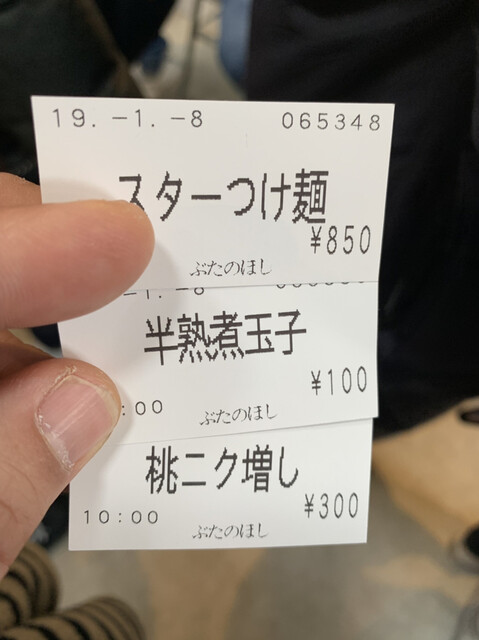 19.-1.-8 065348
スターつけ麺
¥850
ぶたのほし
半熟煮玉子
¥100
:00
ぶたのほし
桃ニク増し
¥300
10:00
ぶたのほし